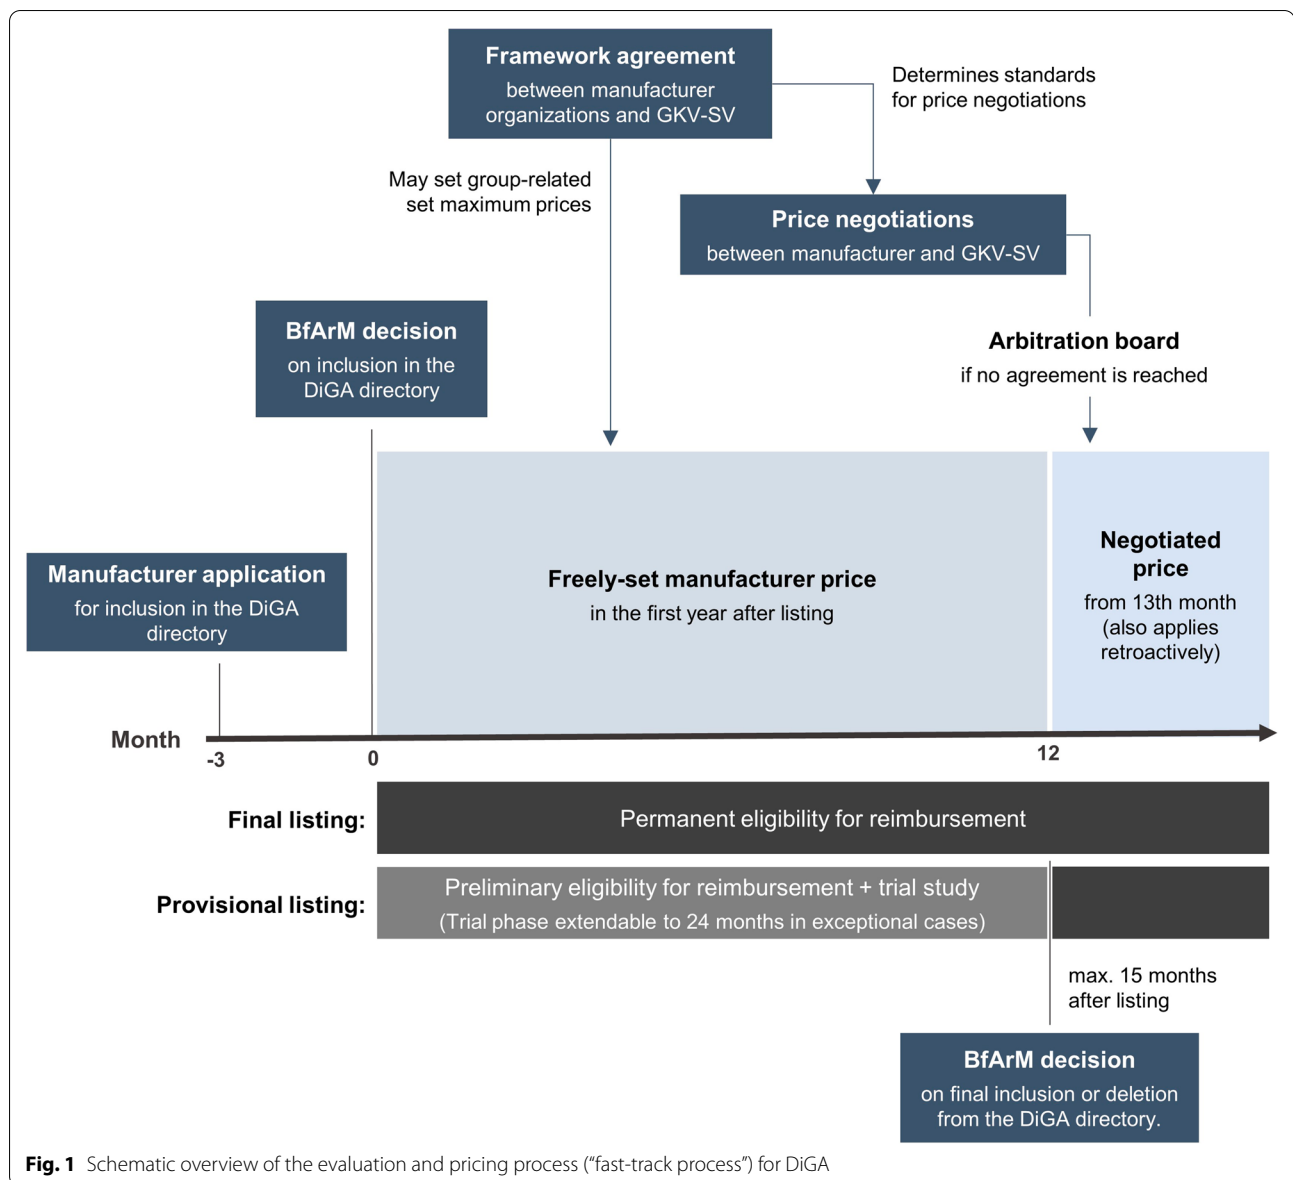 Framework agreement
between manufacturer
organizations and GKV-SV
Determines standards
for price negotiations
May set group-related
set maximum prices
Price negotiations
between manufacturer and GKV-SV
BfArM decision
on inclusion in the
DiGA directory
Arbitration board
if no agreement is reached
Manufacturer application
for inclusion in the DiGA
directory
Freely-set manufacturer price
in the first year after listing
Negotiated
price
from 13th month
(also applies
retroactively)
Month
-3
0
12
Final listing:
Permanent eligibility for reimbursement
Provisional listing:
Preliminary eligibility for reimbursement + trial study
(Trial phase extendable to 24 months in exceptional cases)
max. 15 months
after listing
BfArM decision
on final inclusion or deletion
from the DiGA directory.
Fig. 1 Schematic overview of the evaluation and pricing process (“fast-track process”) for DiGA